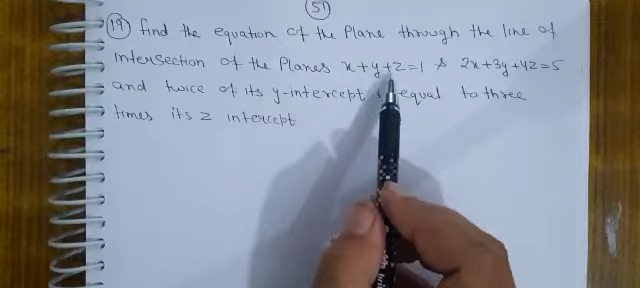 57
19 find the equation of the Plane through the line of
intersection of the Planes x+y+z=1 & 2x+3y+4z=5
and twice of its y-intercept equal to three
times its z intercept